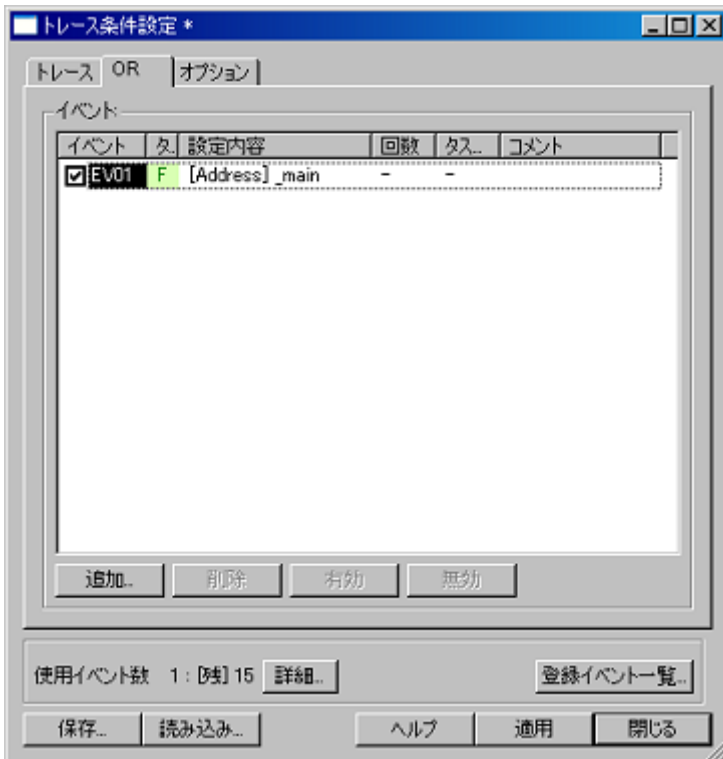 トレース条件設定 *
トレース OR オプション
イベント
イベント タ. 設定内容 回数 タス... コメント
EV01 F [Address] _main - -
追加... 削除 有効 無効
使用イベント数 1 : [残] 15 詳細... 登録イベント一覧...
保存... 読み込み... ヘルプ 適用 閉じる